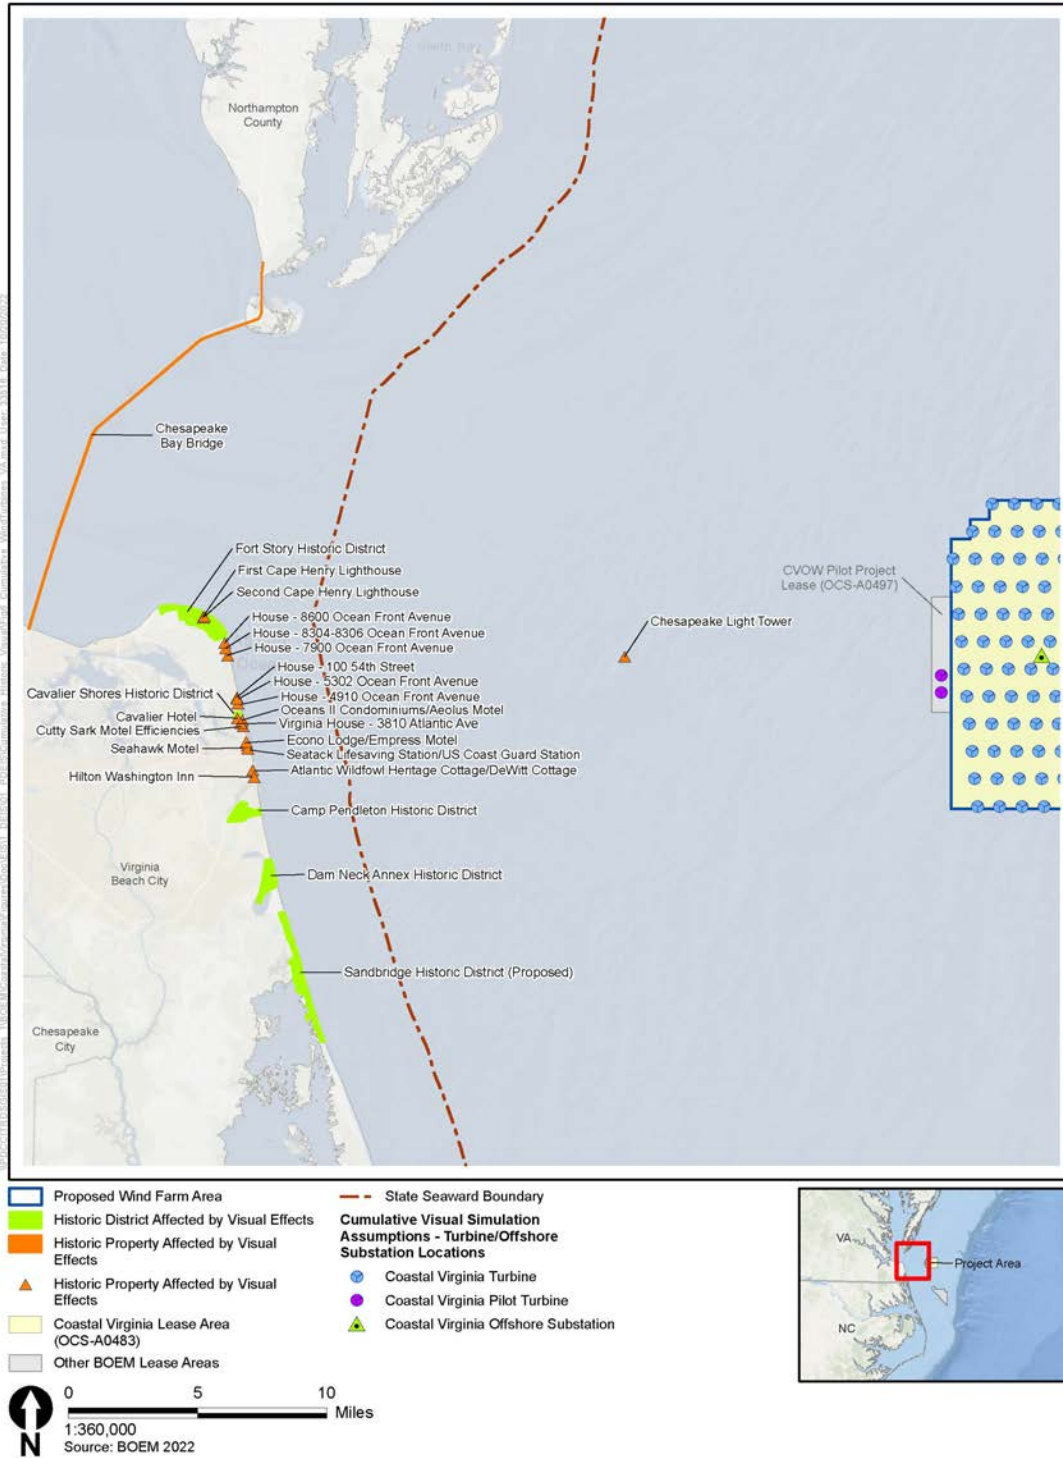 Northampton
County
Chesapeake
Bay Bridge
Fort Story Historic District
First Cape Henry Lighthouse
Second Cape Henry Lighthouse
House - 8600 Ocean Front Avenue
House - 8304-8306 Ocean Front Avenue
House - 7900 Ocean Front Avenue
House - 100 54th Street
House - 5302 Ocean Front Avenue
Cavalier Shores Historic District
House - 4910 Ocean Front Avenue
Oceans II Condominiums/Aeolus Motel
Cavalier Hotel
Virginia House - 3810 Atlantic Ave
Cutty Sark Motel Efficiencies
Econo Lodge/Empress Motel
Seahawk Motel
Seatack Lifesaving Station/US Coast Guard Station
Atlantic Wildfowl Heritage Cottage/DeWitt Cottage
Hilton Washington Inn
Camp Pendleton Historic District
Virginia
Beach City
Dam Neck Annex Historic District
Sandbridge Historic District (Proposed)
Chesapeake
City
CVOW Pilot Project
Lease (OCS-A0497)
Chesapeake Light Tower
Proposed Wind Farm Area
Historic District Affected by Visual Effects
Historic Property Affected by Visual
Effects
Historic Property Affected by Visual
Effects
Coastal Virginia Lease Area
(OCS-A0483)
Other BOEM Lease Areas
State Seaward Boundary
Cumulative Visual Simulation
Assumptions - Turbine/Offshore
Substation Locations
Coastal Virginia Turbine
Coastal Virginia Pilot Turbine
Coastal Virginia Offshore Substation
VA
Project Area
NC
0 5 10
Miles
1:360,000
N
Source: BOEM 2022